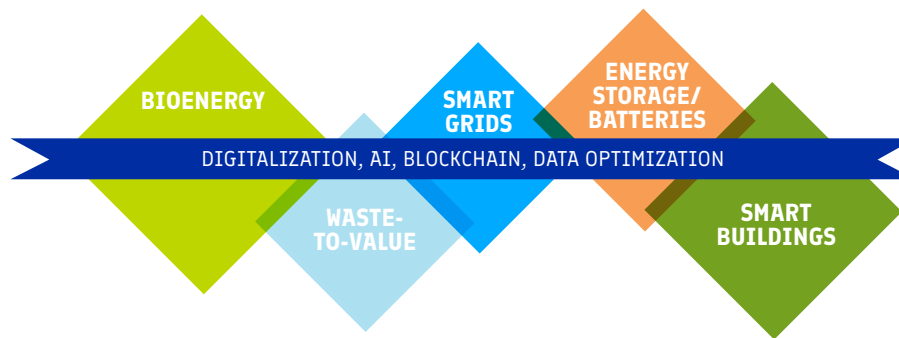 BIOENERGY
SMART
GRIDS
ENERGY
STORAGE/
BATTERIES
DIGITALIZATION, AI, BLOCKCHAIN, DATA OPTIMIZATION
WASTE-
TO-VALUE
SMART
BUILDINGS